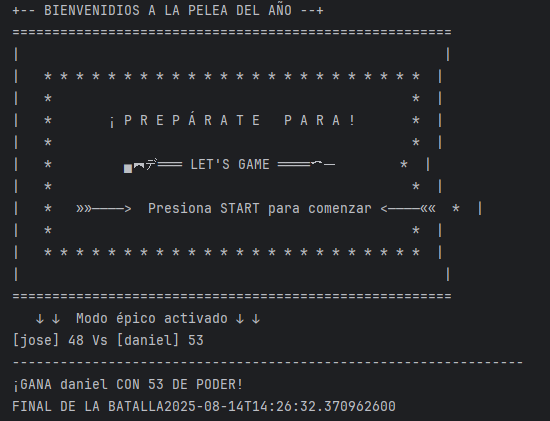 +-- BIENVENIDIOS A LA PELEA DEL AÑO --+
=======================================================
|                                                     |
|   * * * * * * * * * * * * * * * * * * * * * * * *  |
|   *                                             *  |
|   *       ¡ P R E P Á R A T E   P A R A !       *  |
|   *                                             *  |
|   *         ▄︻デ═══ LET'S GAME ════━一        *  |
|   *                                             *  |
|   *   »»————>  Presiona START para comenzar <————««  *  |
|   *                                             *  |
|   * * * * * * * * * * * * * * * * * * * * * * * *  |
|                                                     |
=======================================================
↓ ↓  Modo épico activado ↓ ↓
[jose] 48 Vs [daniel] 53
----------------------------------------------------------------
¡GANA daniel CON 53 DE PODER!
FINAL DE LA BATALLA2025-08-14T14:26:32.370962600